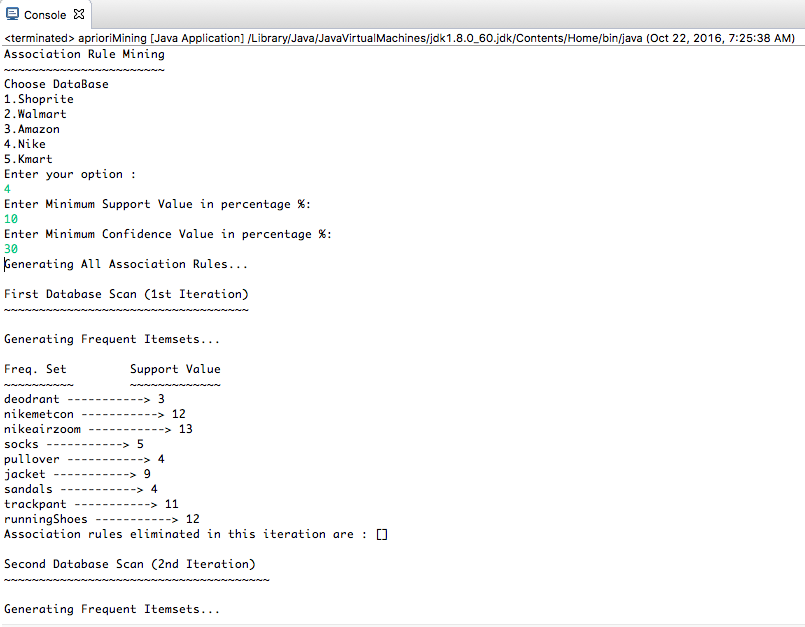 Console
<terminated> aprioriMining [Java Application] /Library/Java/JavaVirtualMachines/jdk1.8.0_60.jdk/Contents/Home/bin/java (Oct 22, 2016, 7:25:38 AM)
Association Rule Mining
~~~~~~~~~~~~~~~~~~~~~~~
Choose DataBase
1.Shoprite
2.Walmart
3.Amazon
4.Nike
5.Kmart
Enter your option :
4
Enter Minimum Support Value in percentage %:
10
Enter Minimum Confidence Value in percentage %:
30
Generating All Association Rules...
First Database Scan (1st Iteration)
~~~~~~~~~~~~~~~~~~~~~~~~~~~~~~~~~~~
Generating Frequent Itemsets...
Freq. Set         Support Value
~~~~~~~~~~        ~~~~~~~~~~~~~
deodrant -----------> 3
nikemetcon -----------> 12
nikeairzoom -----------> 13
socks -----------> 5
pullover -----------> 4
jacket -----------> 9
sandals -----------> 4
trackpant -----------> 11
runningShoes -----------> 12
Association rules eliminated in this iteration are : []
Second Database Scan (2nd Iteration)
~~~~~~~~~~~~~~~~~~~~~~~~~~~~~~~~~~~~~~
Generating Frequent Itemsets...